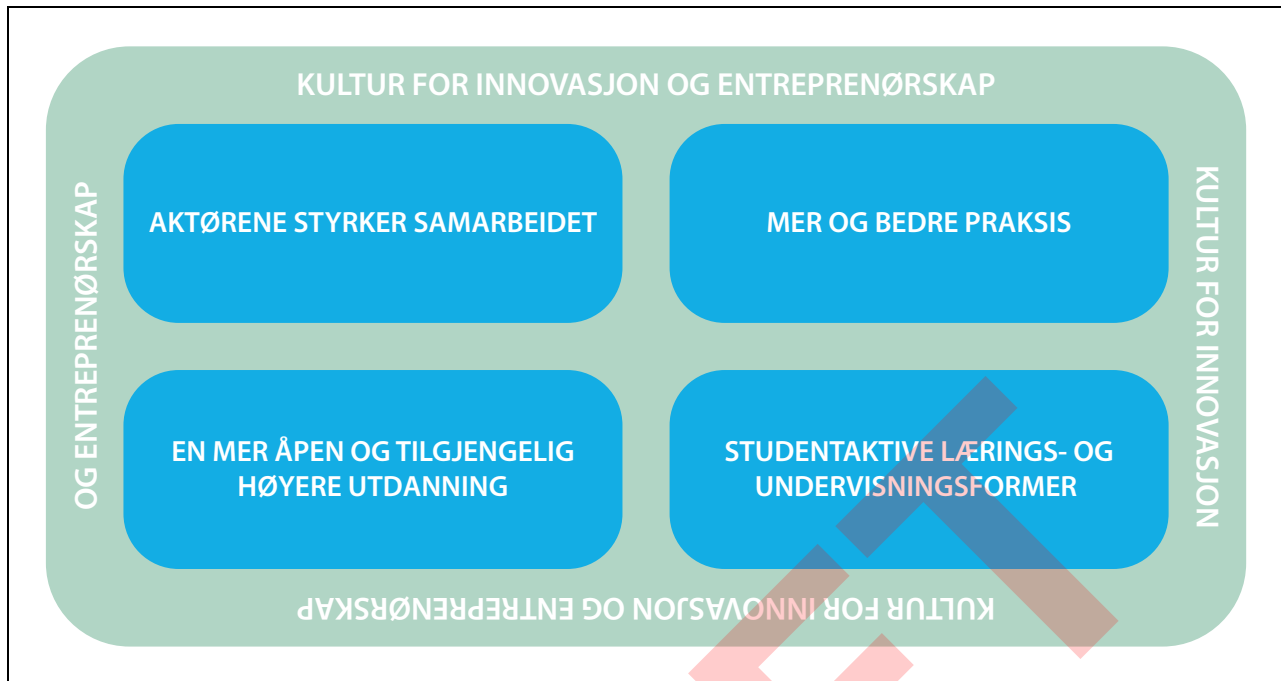 KULTUR FOR INNOVASJON OG ENTREPRENØRSKAP
AKTØRENE STYRKER SAMARBEIDET
MER OG BEDRE PRAKSIS
EN MER ÅPEN OG TILGJENGELIG
HØYERE UTDANNING
STUDENTAKTIVE LÆRINGS- OG
UNDERVISNINGSFORMER
KULTUR FOR INNOVASJON
KULTUR FOR INNOVASJON OG ENTREPRENØRSKAP
OG ENTREPRENØRSKAP